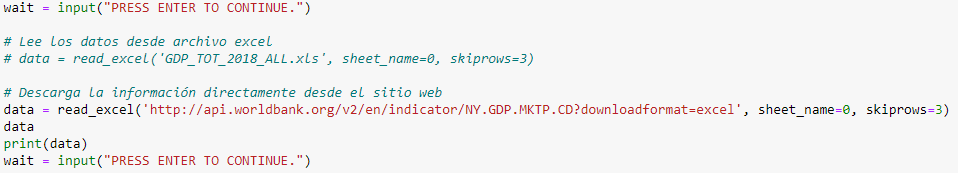 wait = input("PRESS ENTER TO CONTINUE.")
# Lee los datos desde archivo excel
# data = read_excel('GDP_TOT_2018_ALL.xls', sheet_name=0, skiprows=3)
# Descarga la información directamente desde el sitio web
data = read_excel('http://api.worldbank.org/v2/en/indicator/NY.GDP.MKTP.CD?downloadformat=excel', sheet_name=0, skiprows=3)
data
print(data)
wait = input("PRESS ENTER TO CONTINUE.")